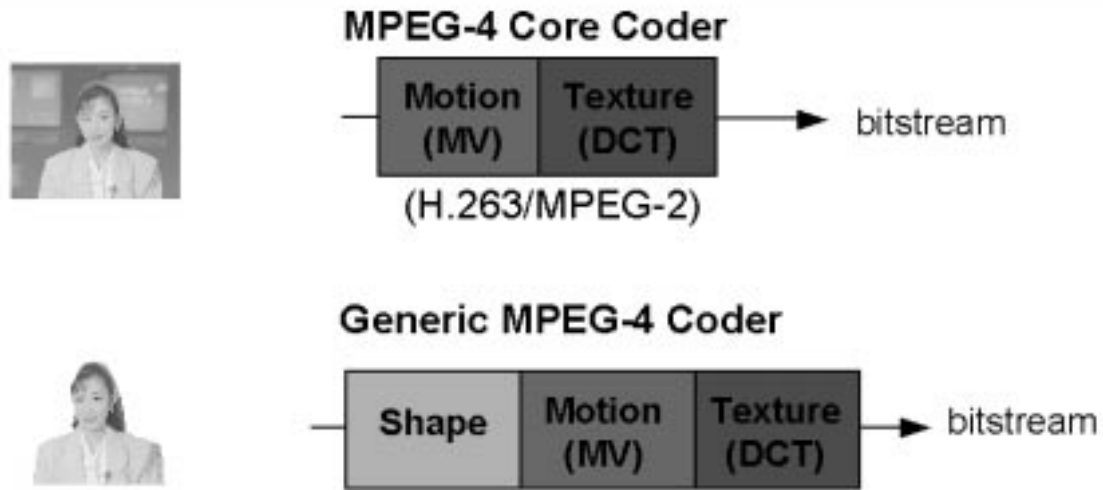 MPEG-4 Core Coder
Motion (MV)
Texture (DCT)
bitstream
(H.263/MPEG-2)
Generic MPEG-4 Coder
Shape
Motion (MV)
Texture (DCT)
bitstream